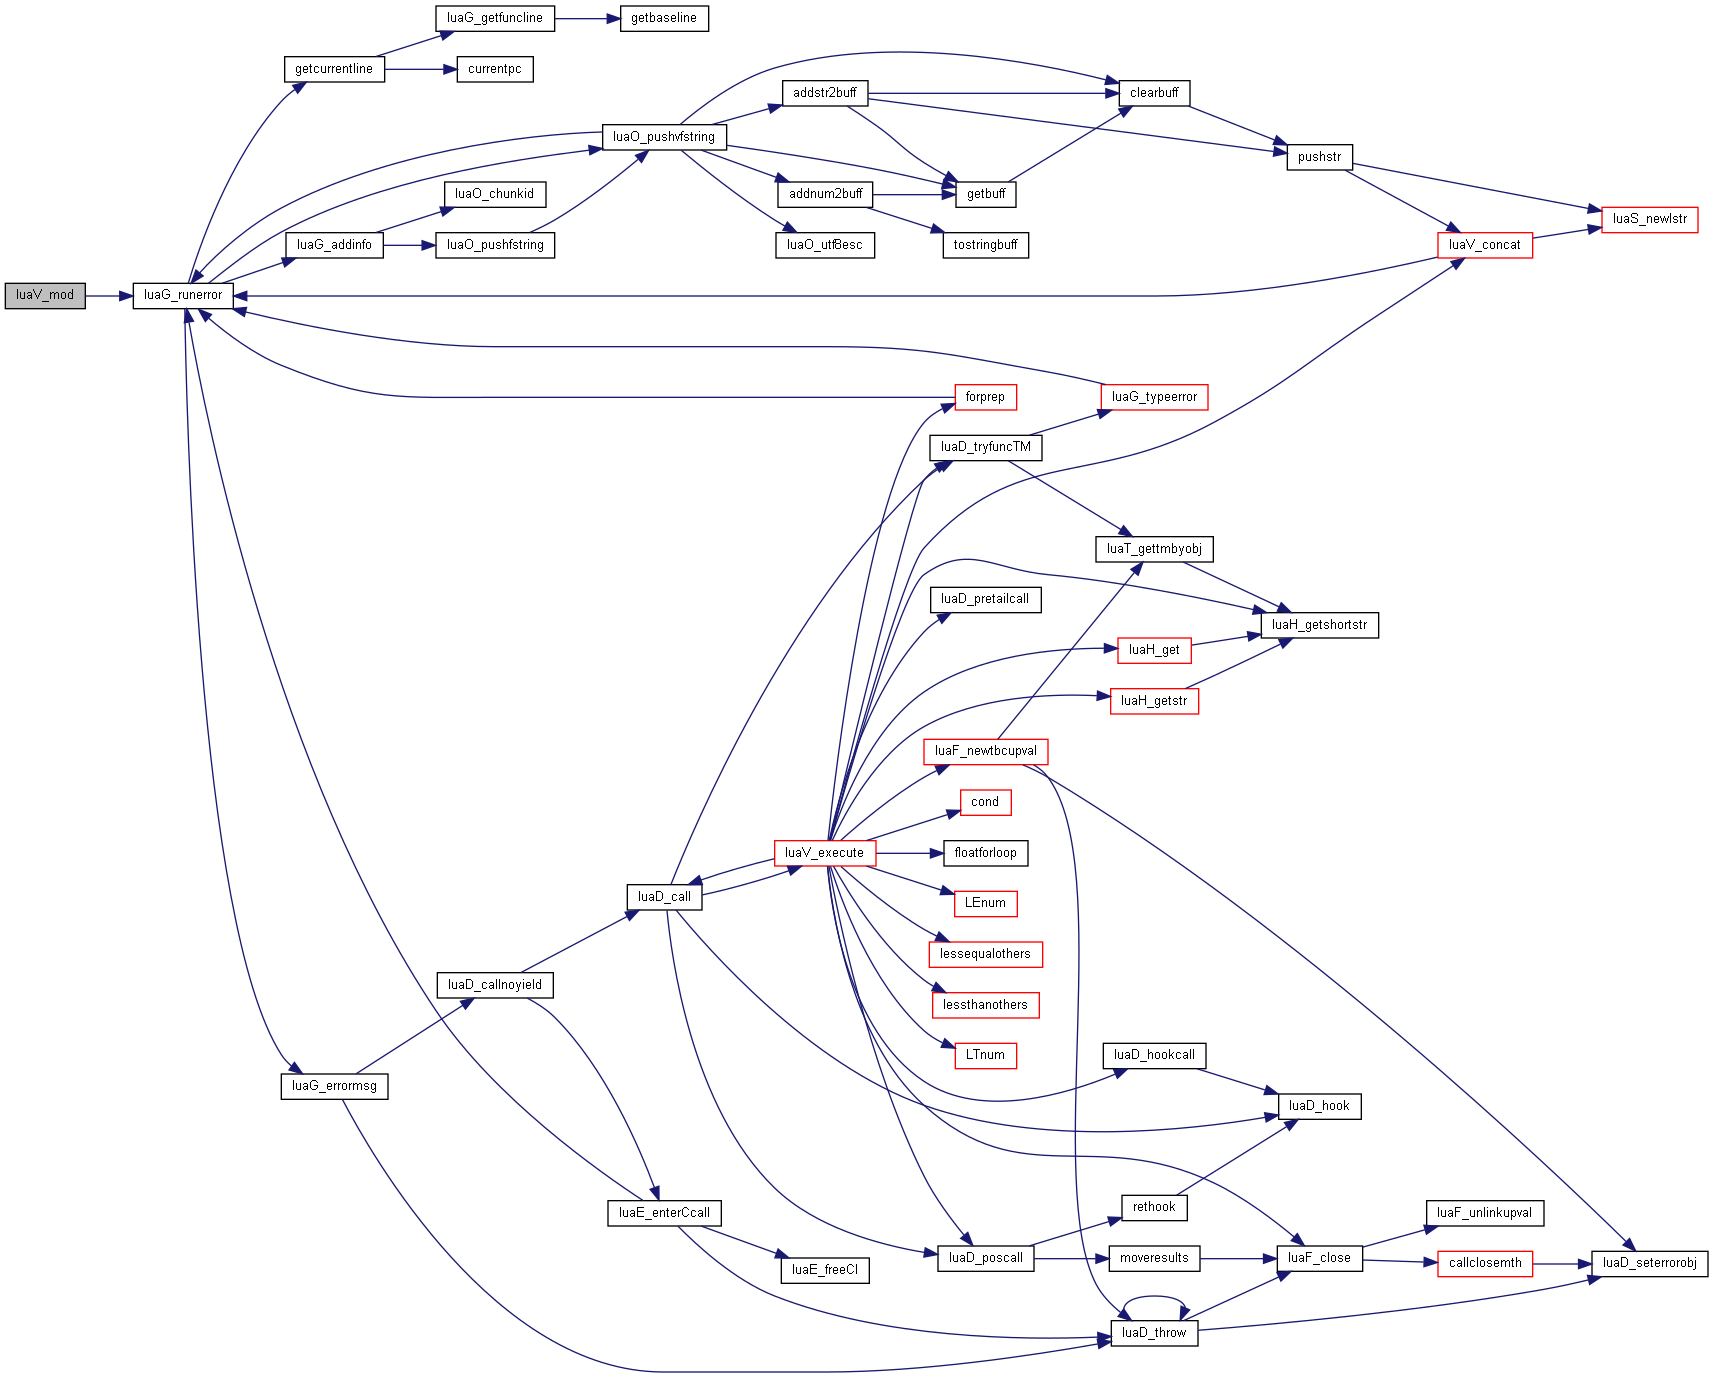 luaG_getfuncline
getbaseline
getcurrentline
currentpc
addstr2buff
clearbuff
luaO_pushvfstring
pushstr
luaO_chunkid
addnum2buff
getbuff
luaS_newlstr
luaG_addinfo
luaO_pushfstring
luaO_utf8esc
tostringbuff
luaV_concat
luaV_mod
luaG_runerror
forprep
luaG_typeerror
luaD_tryfuncTM
luaT_gettmbyobj
luaD_pretailcall
luaH_getshortstr
luaH_get
luaH_getstr
luaF_newtbcupval
cond
luaV_execute
floatforloop
luaD_call
LEnum
lessequalothers
luaD_callnoyield
lessthanothers
LTnum
luaD_hookcall
luaG_errormsg
luaD_hook
rethook
luaE_enterCcall
luaF_unlinkupval
luaD_poscall
moveresults
luaF_close
callclosemth
luaD_seterrorobj
luaE_freeCI
luaD_throw